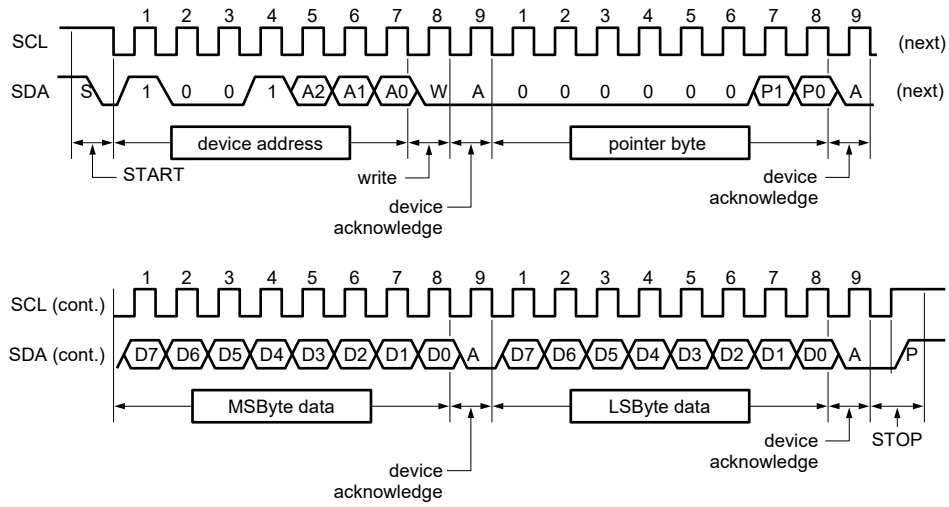 1 2 3 4 5 6 7 8 9 1 2 3 4 5 6 7 8 9
SCL (next)
SDA S 1 0 0 1 A2 A1 A0 W A 0 0 0 0 0 0 P1 P0 A (next)
device address pointer byte
START write device
device acknowledge
acknowledge
1 2 3 4 5 6 7 8 9 1 2 3 4 5 6 7 8 9
SCL (cont.)
SDA (cont.) D7 D6 D5 D4 D3 D2 D1 D0 A D7 D6 D5 D4 D3 D2 D1 D0 A P
MSByte data LSByte data
device STOP
acknowledge
device
acknowledge